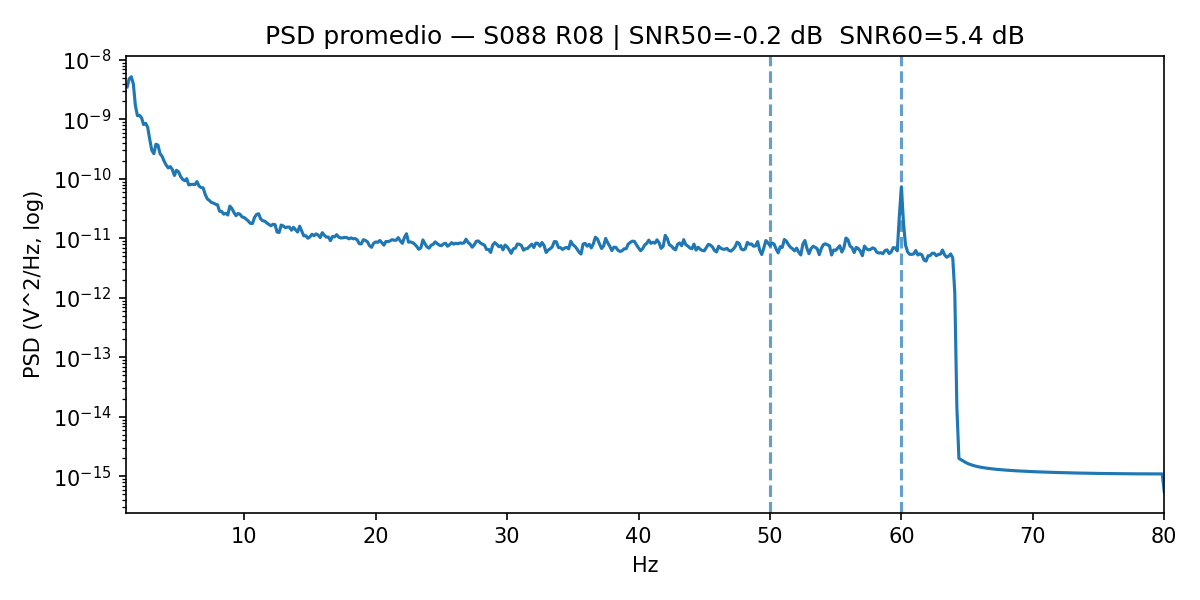 PSD promedio — S088 R08 | SNR50=-0.2 dB  SNR60=5.4 dB
PSD (V^2/Hz, log)
10⁻⁸
10⁻⁹
10⁻¹⁰
10⁻¹¹
10⁻¹²
10⁻¹³
10⁻¹⁴
10⁻¹⁵
10 20 30 40 50 60 70 80
Hz